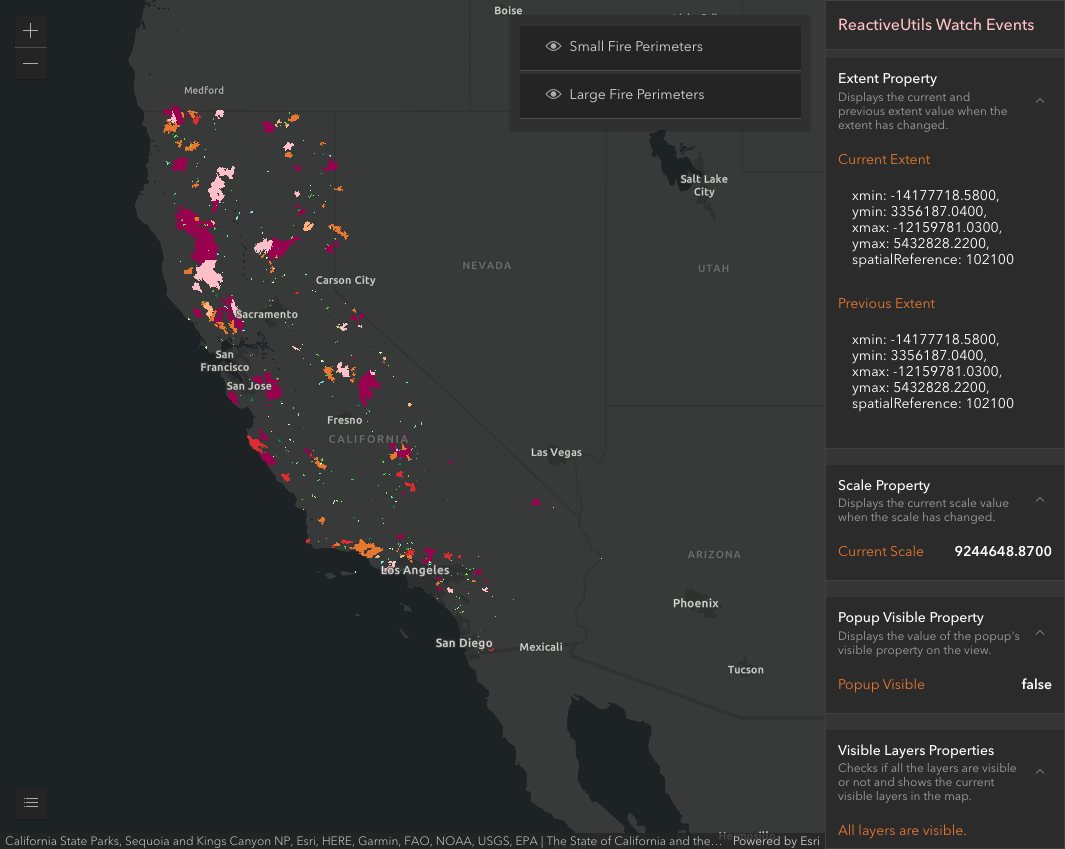 Boise
Small Fire Perimeters
Large Fire Perimeters
Medford
Salt Lake
City
NEVADA
UTAH
Carson City
Sacramento
San
Francisco
San Jose
Fresno
CALIFORNIA
Las Vegas
ARIZONA
Los Angeles
Phoenix
San Diego
Mexicali
Tucson
California State Parks, Sequoia and Kings Canyon NP, Esri, HERE, Garmin, FAO, NOAA, USGS, EPA | The State of California and the...
Powered by Esri
ReactiveUtils Watch Events
Extent Property
Displays the current and
previous extent value when the
extent has changed.
Current Extent
xmin: -14177718.5800,
ymin: 3356187.0400,
xmax: -12159781.0300,
ymax: 5432828.2200,
spatialReference: 102100
Previous Extent
xmin: -14177718.5800,
ymin: 3356187.0400,
xmax: -12159781.0300,
ymax: 5432828.2200,
spatialReference: 102100
Scale Property
Displays the current scale value
when the scale has changed.
Current Scale 9244648.8700
Popup Visible Property
Displays the value of the popup's
visible property on the view.
Popup Visible false
Visible Layers Properties
Checks if all the layers are visible
or not and shows the current
visible layers in the map.
All layers are visible.